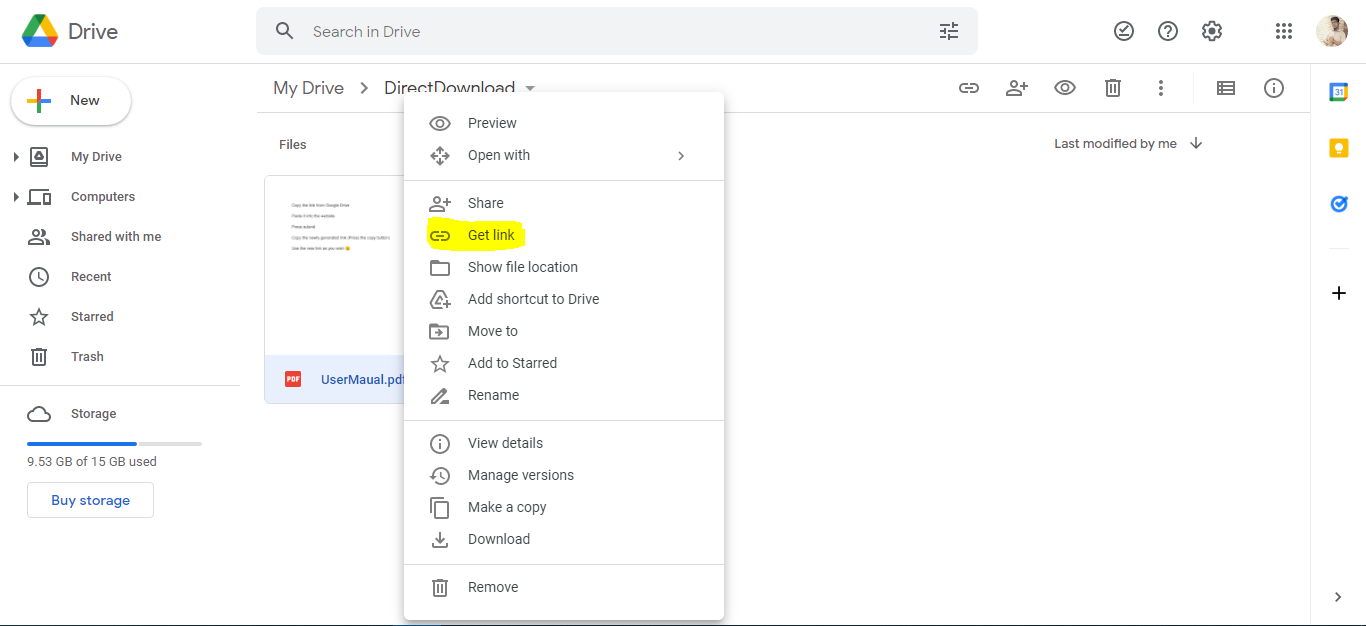 Drive
Search in Drive
New
My Drive
Computers
Shared with me
Recent
Starred
Trash
Storage
9.53 GB of 15 GB used
Buy storage
My Drive > DirectDownload
Files
Last modified by me
Copy the link from Google Drive
Paste it into the website
Press submit
Copy the newly generated link (Press the copy button)
Use the new link as you wish
PDF
UserMaual.pdf
Preview
Open with
Share
Get link
Show file location
Add shortcut to Drive
Move to
Add to Starred
Rename
View details
Manage versions
Make a copy
Download
Remove
31